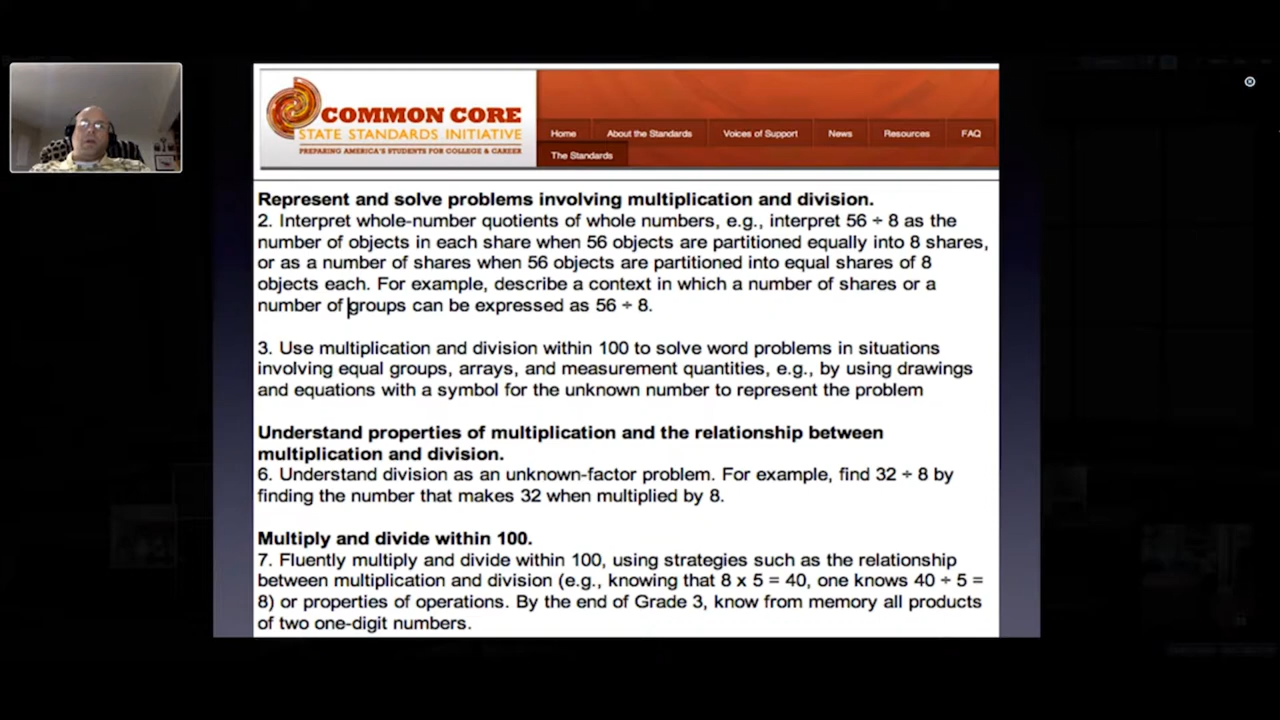 COMMON CORE
STATE STANDARDS INITIATIVE
PREPARING AMERICA'S STUDENTS FOR COLLEGE & CAREER
Home About the Standards Voices of Support News Resources FAQ
The Standards
Represent and solve problems involving multiplication and division.
2. Interpret whole-number quotients of whole numbers, e.g., interpret 56 ÷ 8 as the
number of objects in each share when 56 objects are partitioned equally into 8 shares,
or as a number of shares when 56 objects are partitioned into equal shares of 8
objects each. For example, describe a context in which a number of shares or a
number of groups can be expressed as 56 ÷ 8.
3. Use multiplication and division within 100 to solve word problems in situations
involving equal groups, arrays, and measurement quantities, e.g., by using drawings
and equations with a symbol for the unknown number to represent the problem
Understand properties of multiplication and the relationship between
multiplication and division.
6. Understand division as an unknown-factor problem. For example, find 32 ÷ 8 by
finding the number that makes 32 when multiplied by 8.
Multiply and divide within 100.
7. Fluently multiply and divide within 100, using strategies such as the relationship
between multiplication and division (e.g., knowing that 8 x 5 = 40, one knows 40 ÷ 5 =
8) or properties of operations. By the end of Grade 3, know from memory all products
of two one-digit numbers.